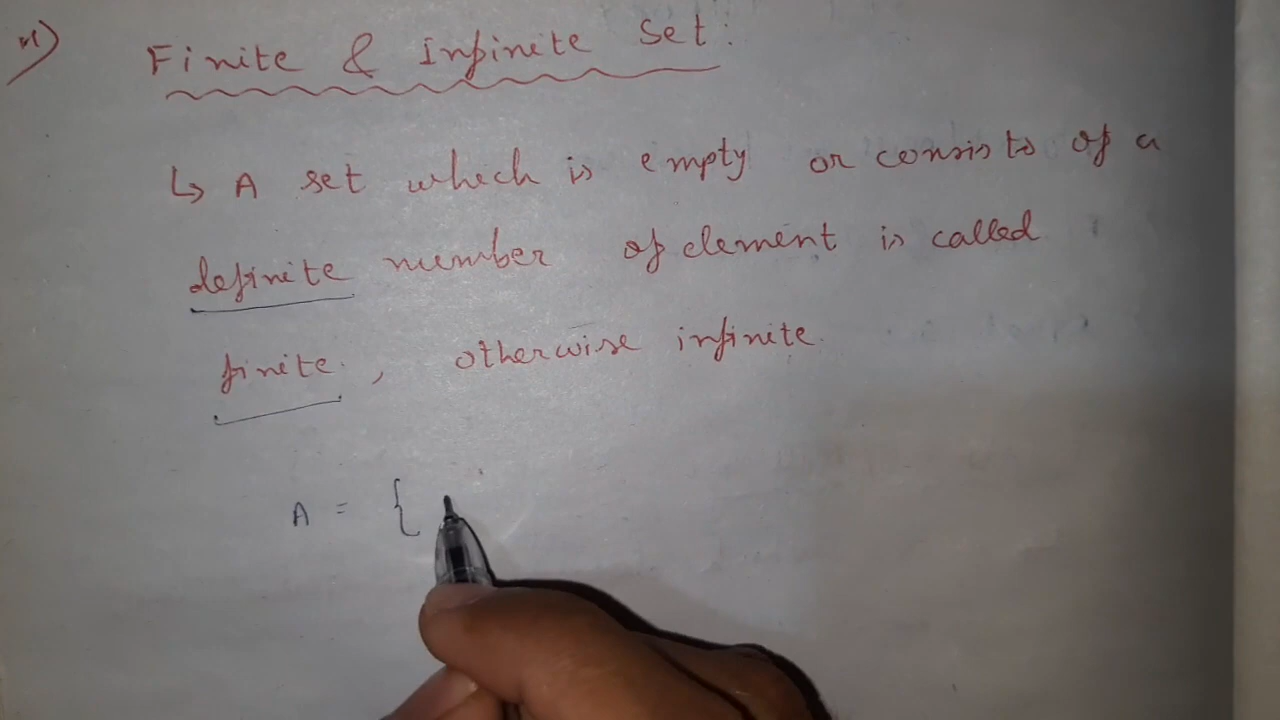 Finite & Infinite Set:
↳ A set which is empty or consists of a
definite number of element is called
finite, otherwise infinite.
A = {